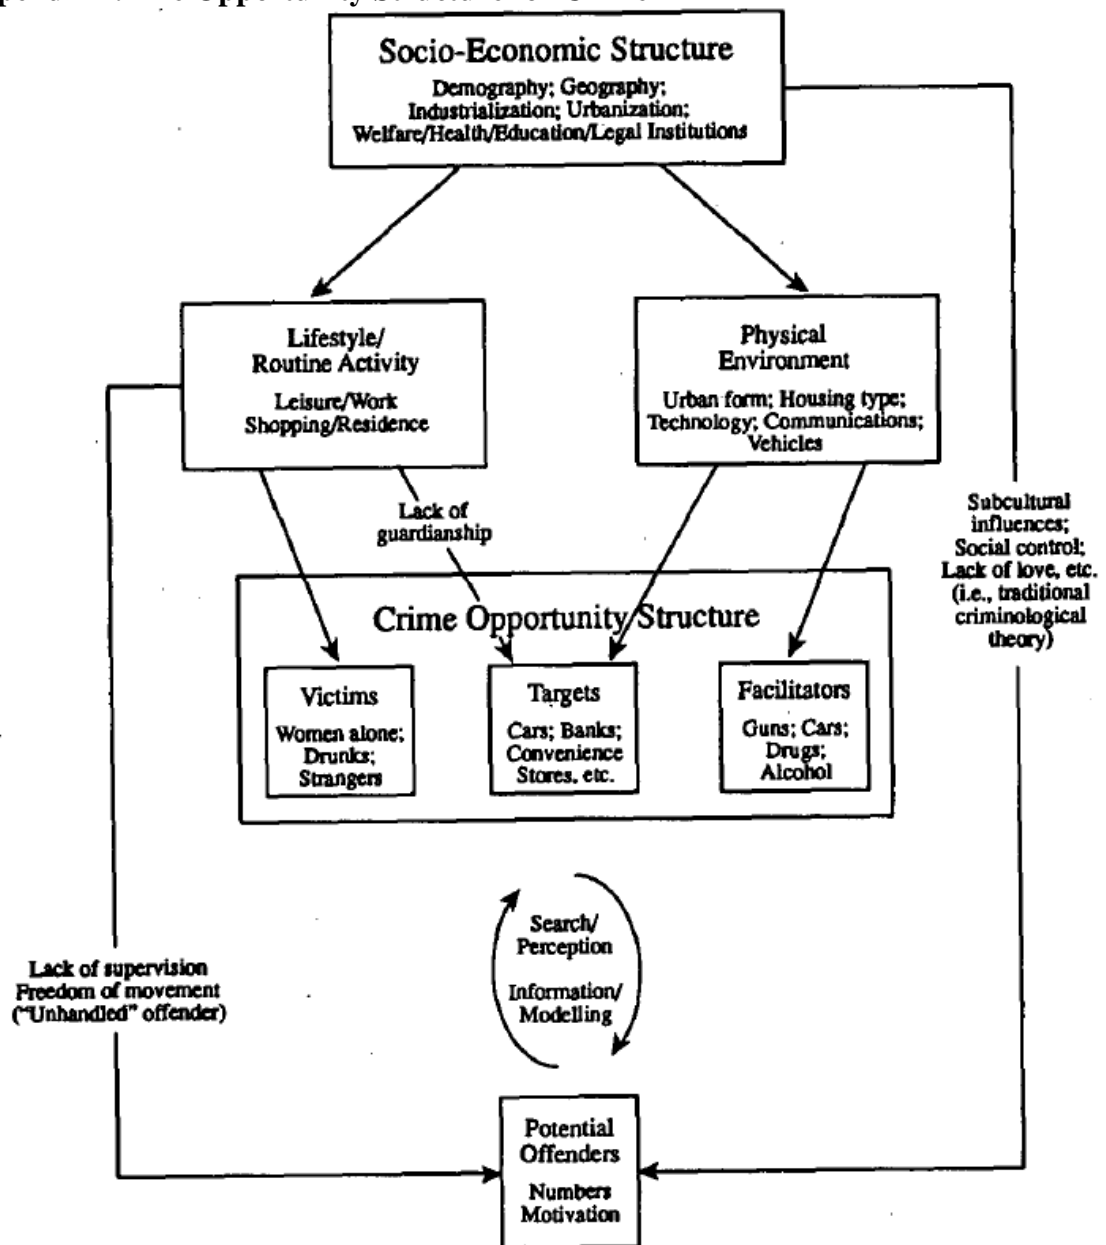 Opportunity Structure
Socio-Economic Structure
Demography; Geography;
Industrialization; Urbanization;
Welfare/Health/Education/Legal Institutions
Lifestyle/
Routine Activity
Leisure/Work
Shopping/Residence
Physical
Environment
Urban form; Housing type;
Technology; Communications;
Vehicles
Lack of
guardianship
Subcultural
influences;
Social control;
Lack of love, etc.
(i.e., traditional
criminological
theory)
Crime Opportunity Structure
Victims
Women alone;
Drunks;
Strangers
Targets
Cars; Banks;
Convenience
Stores, etc.
Facilitators
Guns; Cars;
Drugs;
Alcohol
Search/
Perception
Information/
Modelling
Lack of supervision
Freedom of movement
("Unhandled" offender)
Potential
Offenders
Numbers
Motivation